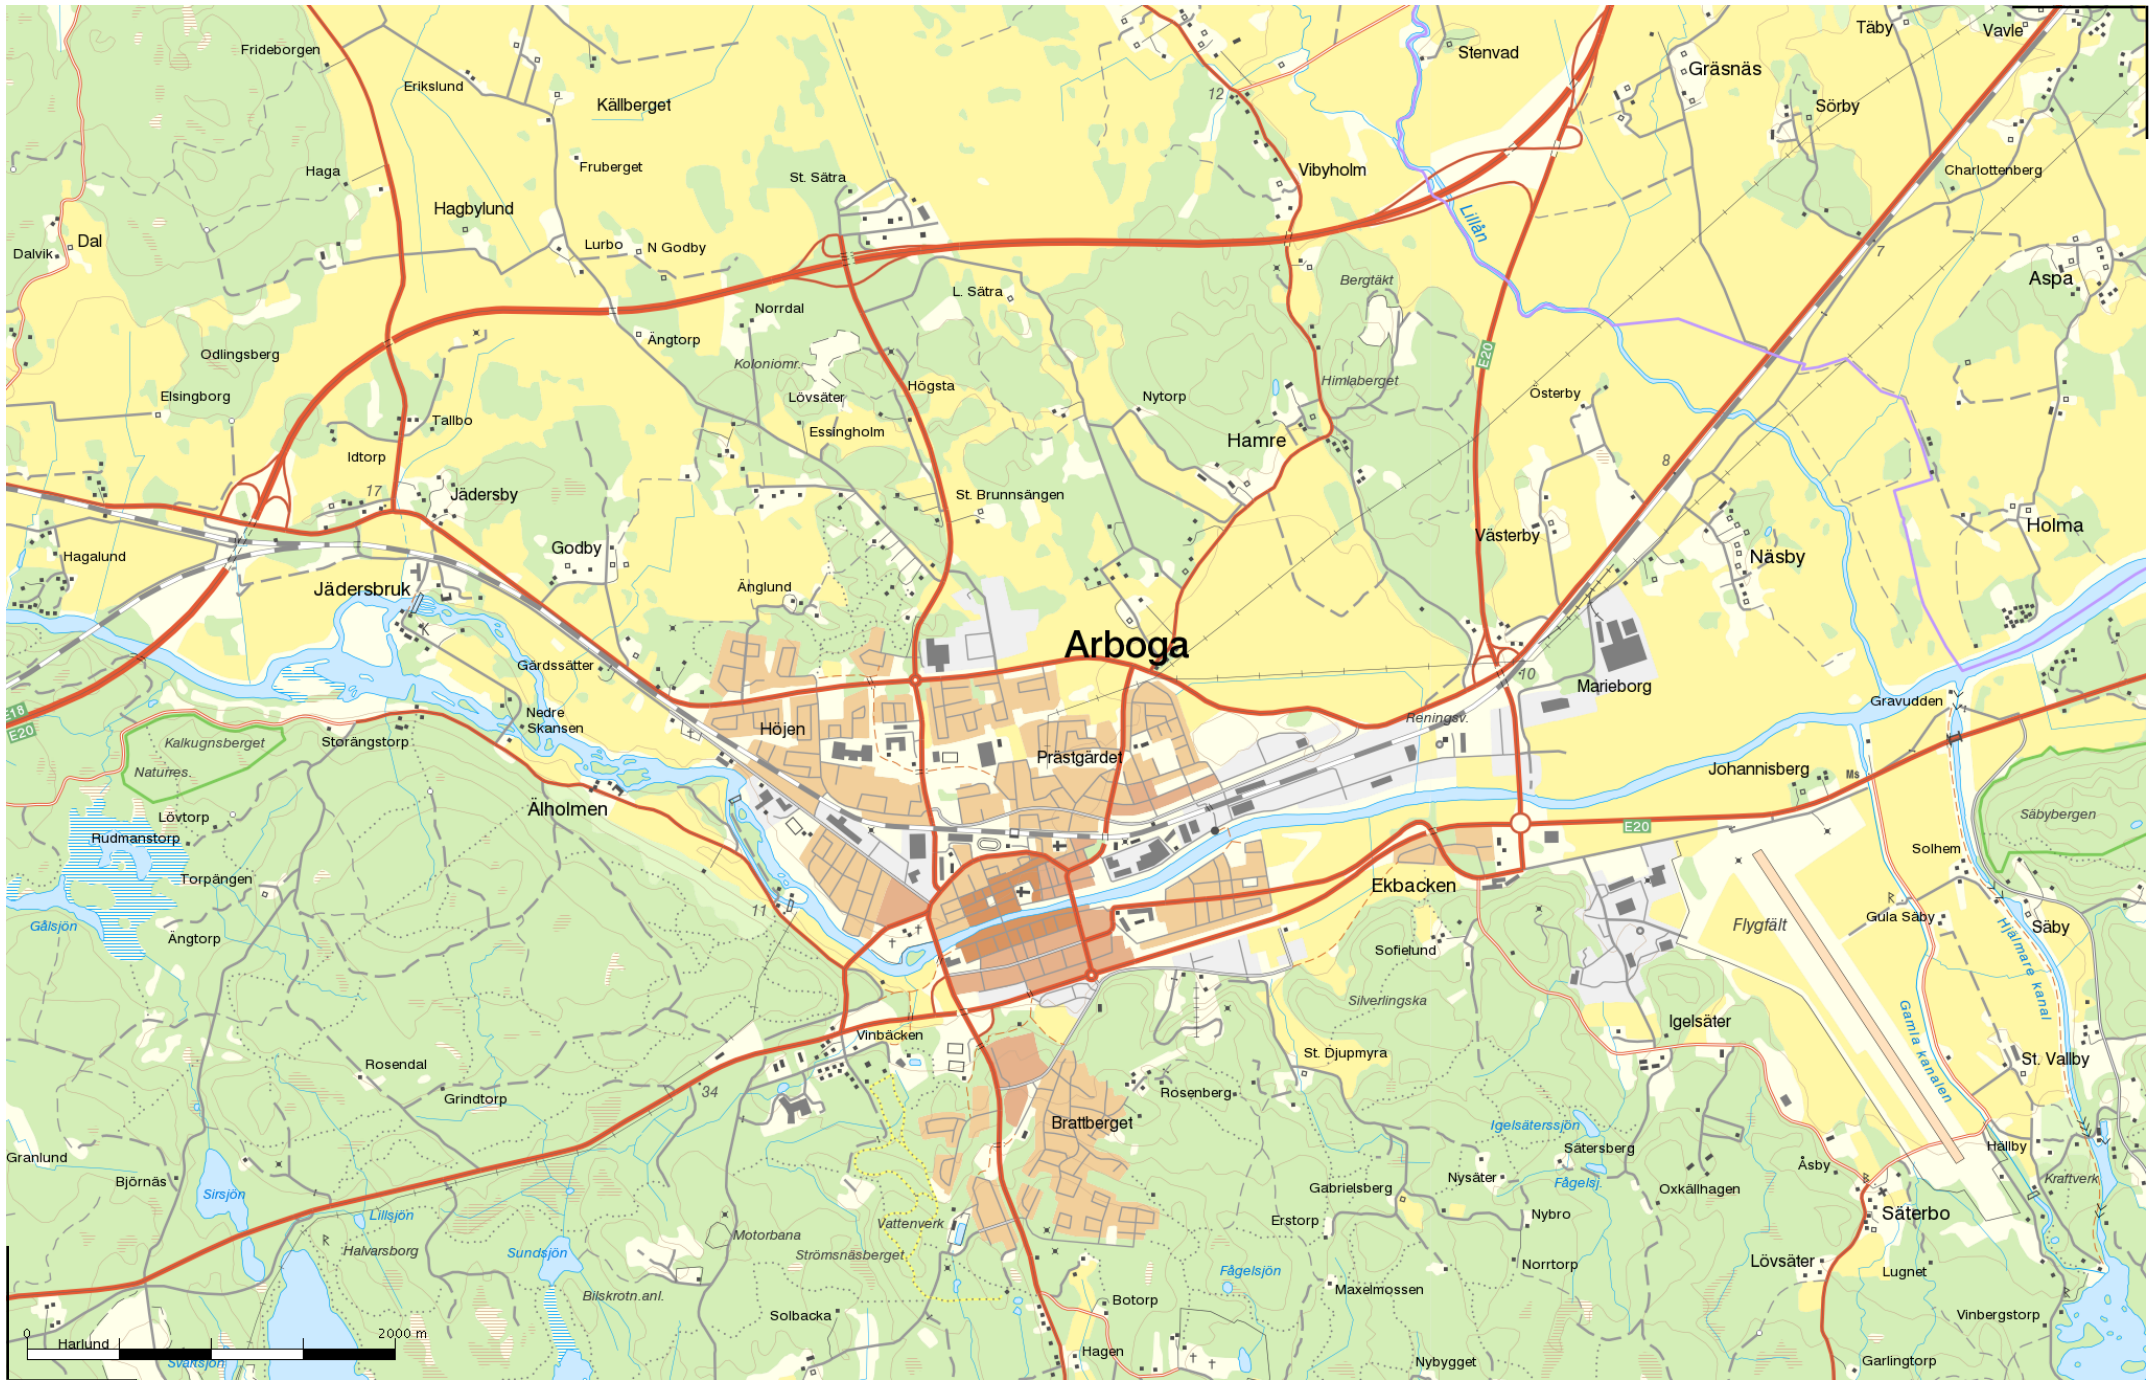 Täby
Vavle
Frideborgen
Stenvad
Gräsnäs
Erikslund
Källberget
12
Sörby
Fruberget
Haga
St. Sätra
Vibyholm
Charlottenberg
Hagbylund
Lillån
Dal
Dalvik
Lurbo
N Godby
7
Aspa
Bergtäkt
L. Sätra
Norrdal
Ängtorp
Odlingsberg
E20
Koloniomr.
Högsta
Himlaberget
Elsingborg
Lövsäter
Nytorp
Österby
Tallbo
Essingholm
Hamre
Idtorp
8
17
Jädersby
St. Brunnsängen
Holma
Västerby
Godby
Näsby
Hagalund
Jädersbruk
Änglund
K
Arboga
Gärdssätter
10
Marieborg
E18
E20
Nedre
Skansen
Gravudden
Reningsv.
Höjen
Kalkugnsberget
Storängstorp
Prästgärdet
Naturres.
Johannisberg
Ms
Älholmen
Lövtorp
Säbybergen
Rudmanstorp
E20
Solhem
Torpängen
Ekbacken
11
Gula Säby
Säby
Gålsjön
Ängtorp
Flygfält
Sofielund
Hjälmare kanal
Silverlingska
Gamla kanalen
Igelsäter
Vinbäcken
St. Djupmyra
St. Vallby
Rosendal
34
Rosenberg
Grindtorp
Brattberget
Igelsäterssjön
Sätersberg
Hällby
Granlund
Åsby
Björnäs
Nysäter
Fågelsj.
Kraftverk
Sirsjön
Gabrielsberg
Oxkällhagen
Lillsjön
Vattenverk
Erstorp
Nybro
Säterbo
Motorbana
Halvarsborg
Sundsjön
Strömsnäsberget
Norrtorp
Lövsäter
Fågelsjön
Lugnet
Bilskrotn.anl.
Maxelmossen
Botorp
Solbacka
Vinbergstorp
0
2000 m
Harlund
Hagen
Svartsjön
Nybygget
Garlingtorp